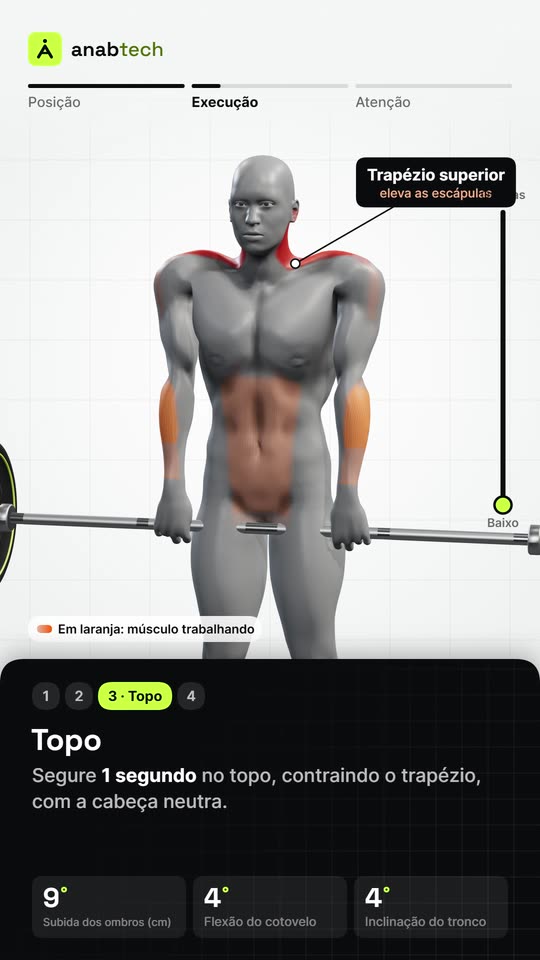 anabtech
Posição
Execução
Atenção
Trapézio superior
eleva as escápulas
as
Baixo
Em laranja: músculo trabalhando
1
2
3 · Topo
4
Topo
Segure 1 segundo no topo, contraindo o trapézio,
com a cabeça neutra.
9°
4°
4°
Subida dos ombros (cm)
Flexão do cotovelo
Inclinação do tronco